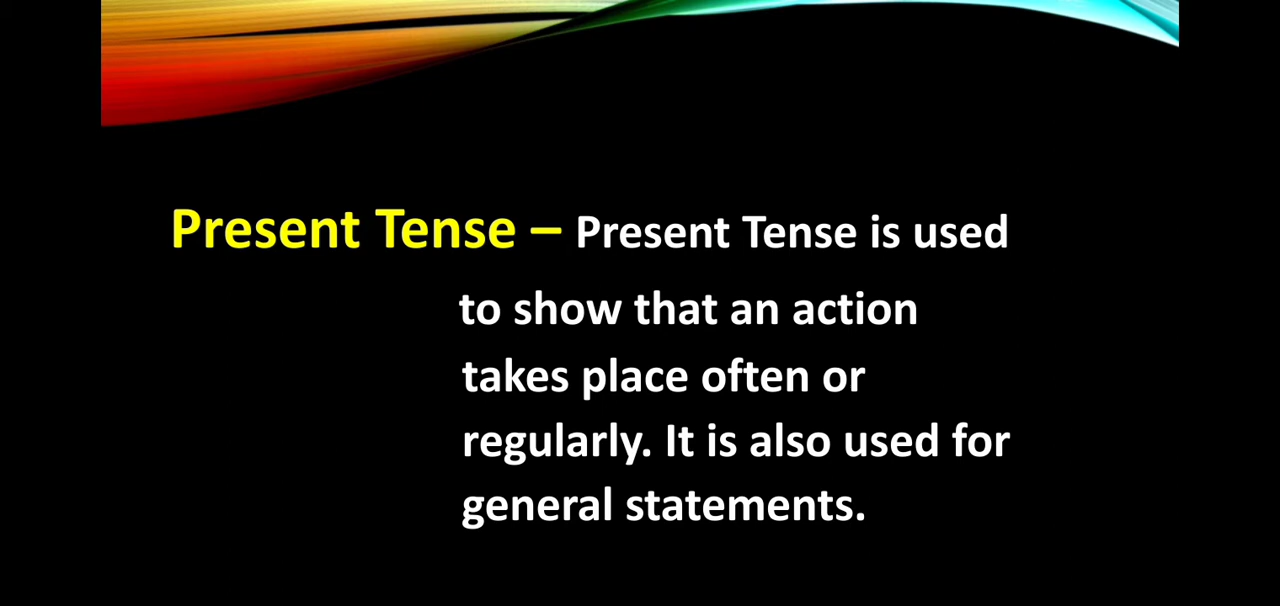 Present Tense – Present Tense is used
to show that an action
takes place often or
regularly. It is also used for
general statements.